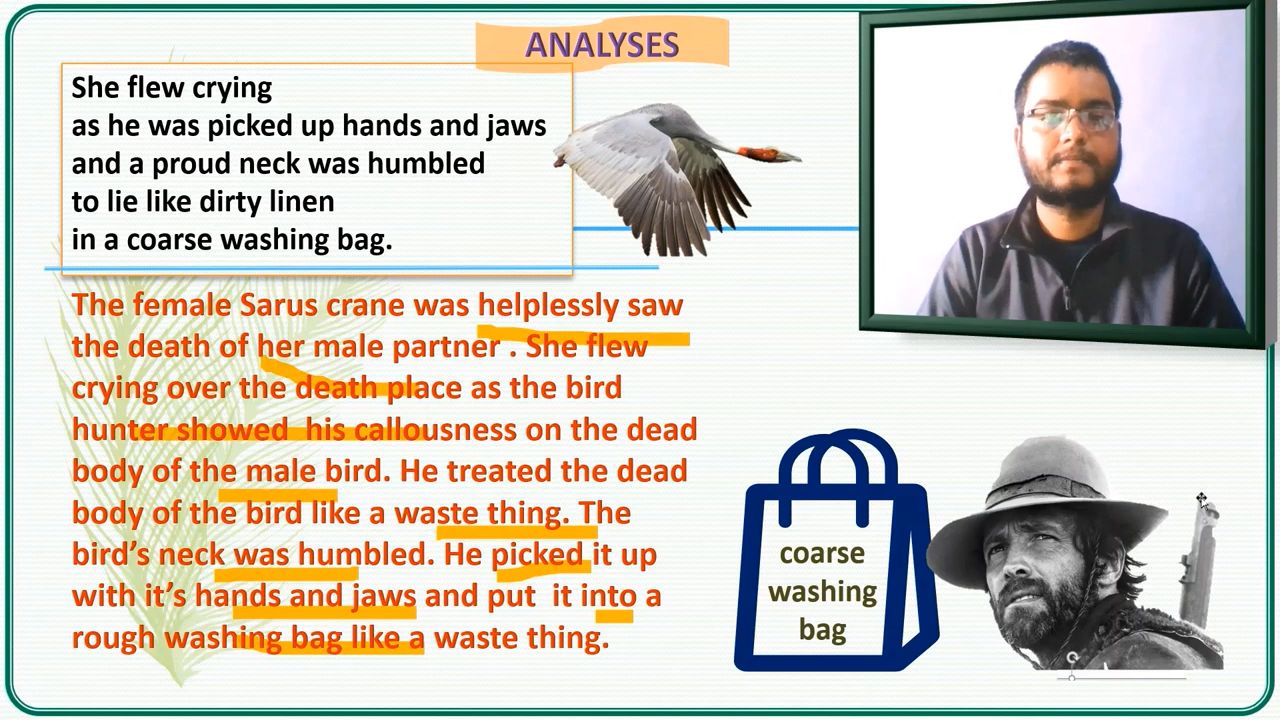 ANALYSES
She flew crying
as he was picked up hands and jaws
and a proud neck was humbled
to lie like dirty linen
in a coarse washing bag.
The female Sarus crane was helplessly saw
the death of her male partner . She flew
crying over the death place as the bird
hunter showed his callousness on the dead
body of the male bird. He treated the dead
body of the bird like a waste thing. The
bird's neck was humbled. He picked it up
with it's hands and jaws and put it into a
rough washing bag like a waste thing.
coarse
washing
bag